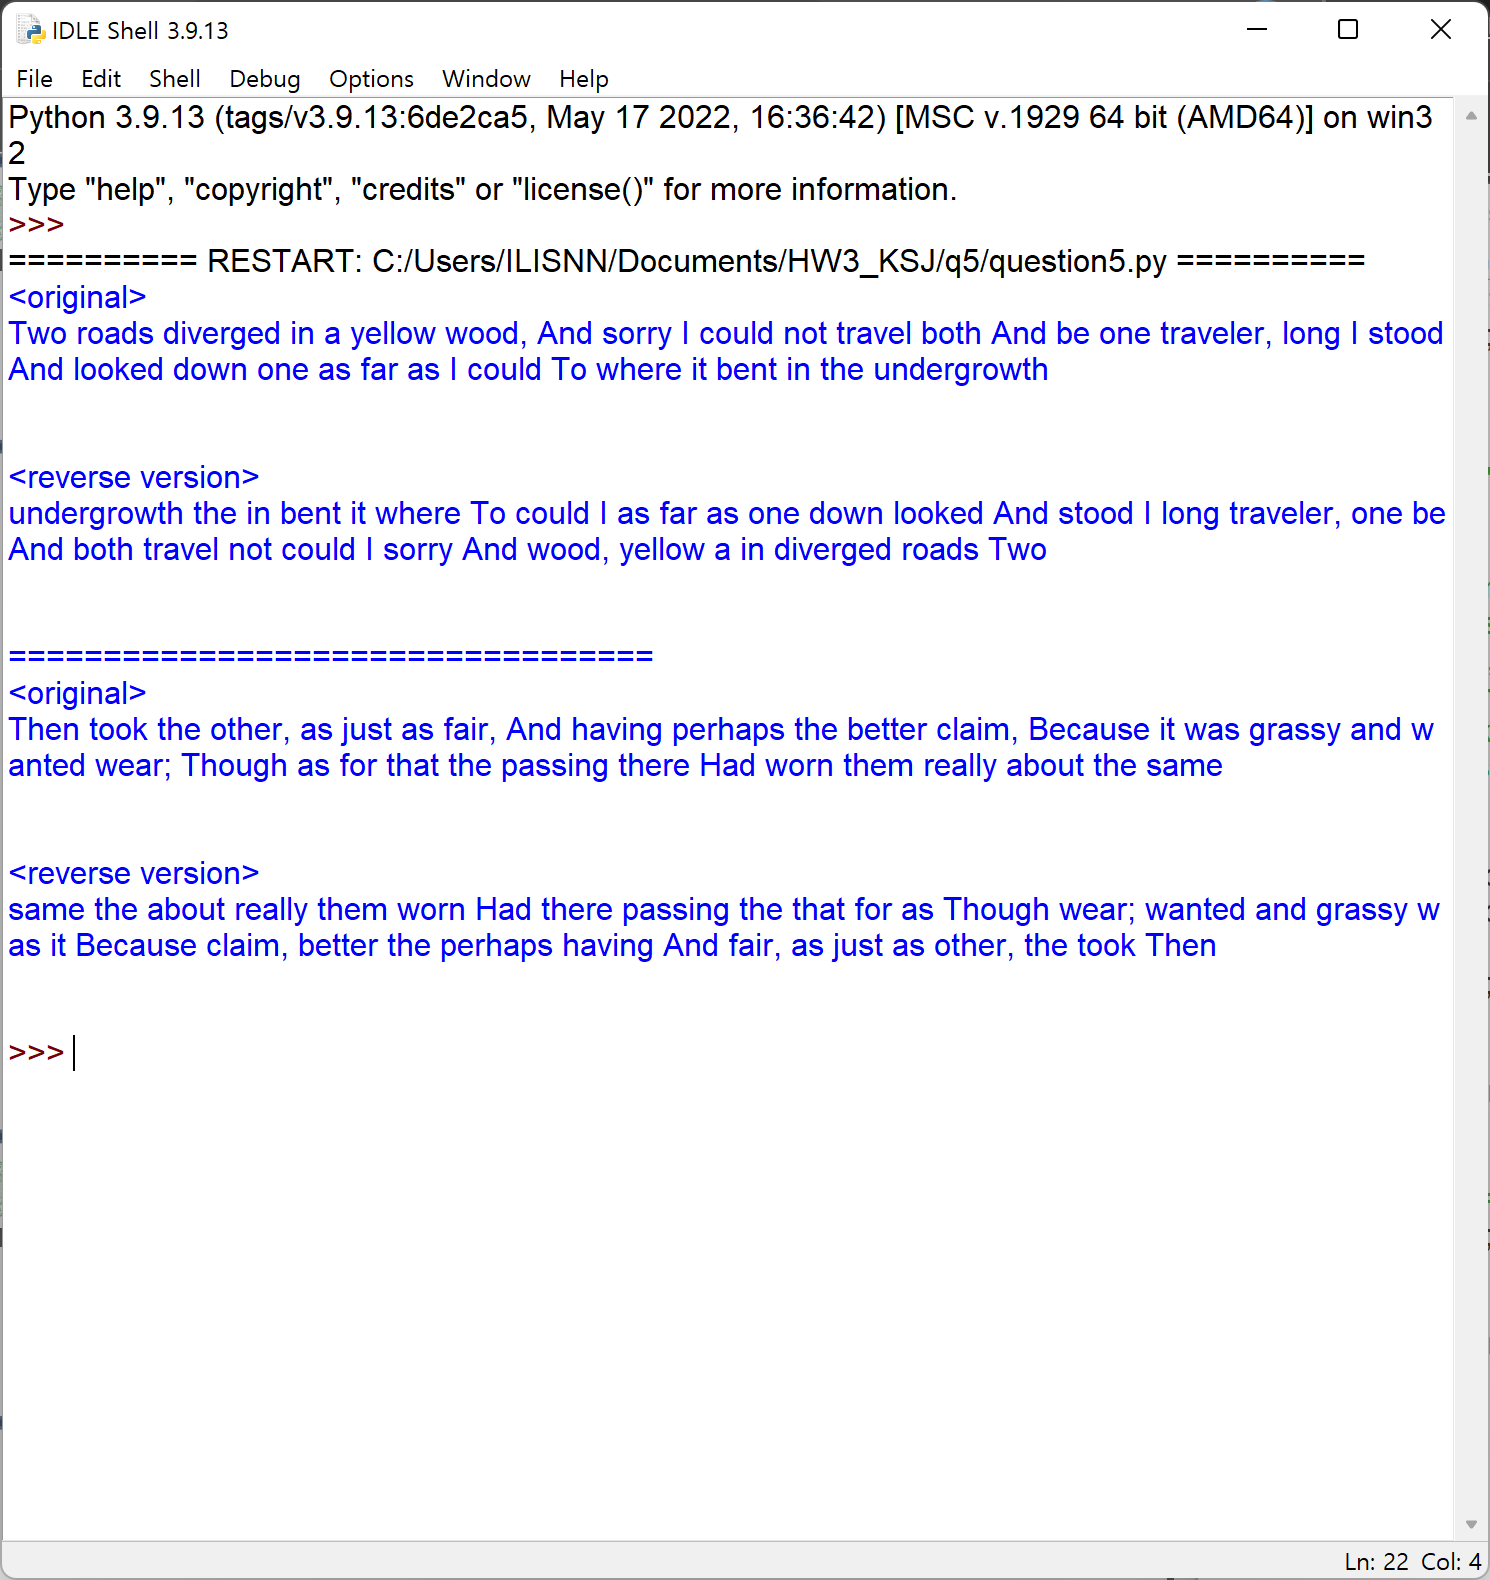 IDLE Shell 3.9.13
File Edit Shell Debug Options Window Help
Python 3.9.13 (tags/v3.9.13:6de2ca5, May 17 2022, 16:36:42) [MSC v.1929 64 bit (AMD64)] on win3
2
Type "help", "copyright", "credits" or "license()" for more information.
>>>
========== RESTART: C:/Users/ILISNN/Documents/HW3_KSJ/q5/question5.py ==========
<original>
Two roads diverged in a yellow wood, And sorry I could not travel both And be one traveler, long I stood
And looked down one as far as I could To where it bent in the undergrowth
<reverse version>
undergrowth the in bent it where To could I as far as one down looked And stood I long traveler, one be
And both travel not could I sorry And wood, yellow a in diverged roads Two
==================================
<original>
Then took the other, as just as fair, And having perhaps the better claim, Because it was grassy and w
anted wear; Though as for that the passing there Had worn them really about the same
<reverse version>
same the about really them worn Had there passing the that for as Though wear; wanted and grassy w
as it Because claim, better the perhaps having And fair, as just as other, the took Then
>>>
Ln: 22 Col: 4